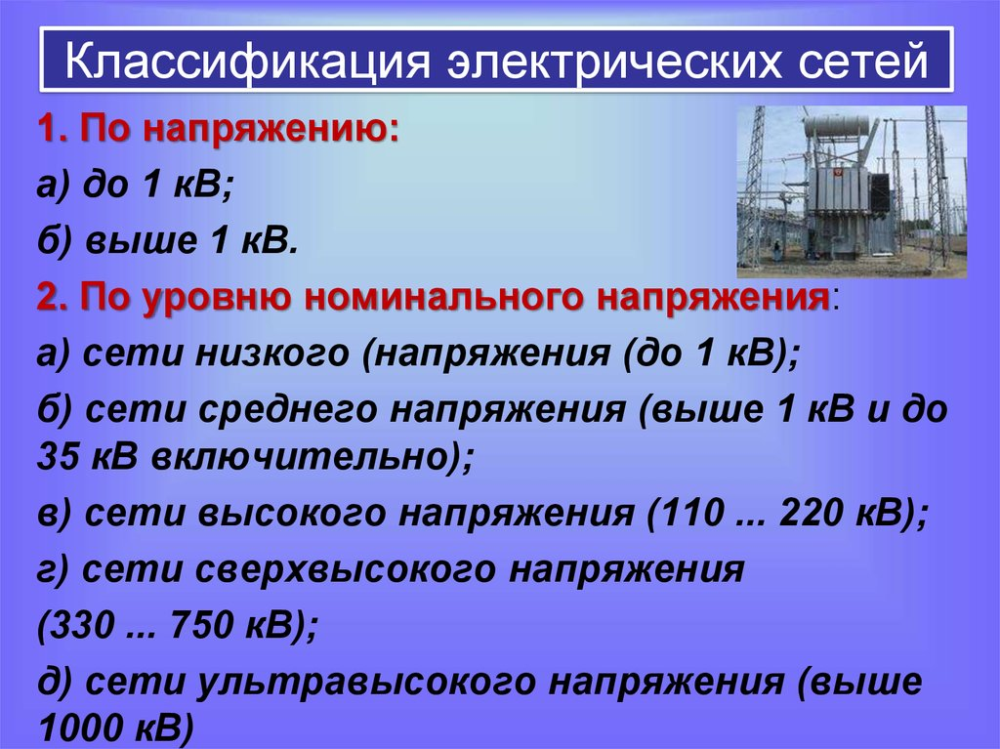 Классификация электрических сетей
1. По напряжению:
а) до 1 кВ;
б) выше 1 кВ.
2. По уровню номинального напряжения:
а) сети низкого (напряжения (до 1 кВ);
б) сети среднего напряжения (выше 1 кВ и до
35 кВ включительно);
в) сети высокого напряжения (110 ... 220 кВ);
г) сети сверхвысокого напряжения
(330 ... 750 кВ);
д) сети ультравысокого напряжения (выше
1000 кВ)